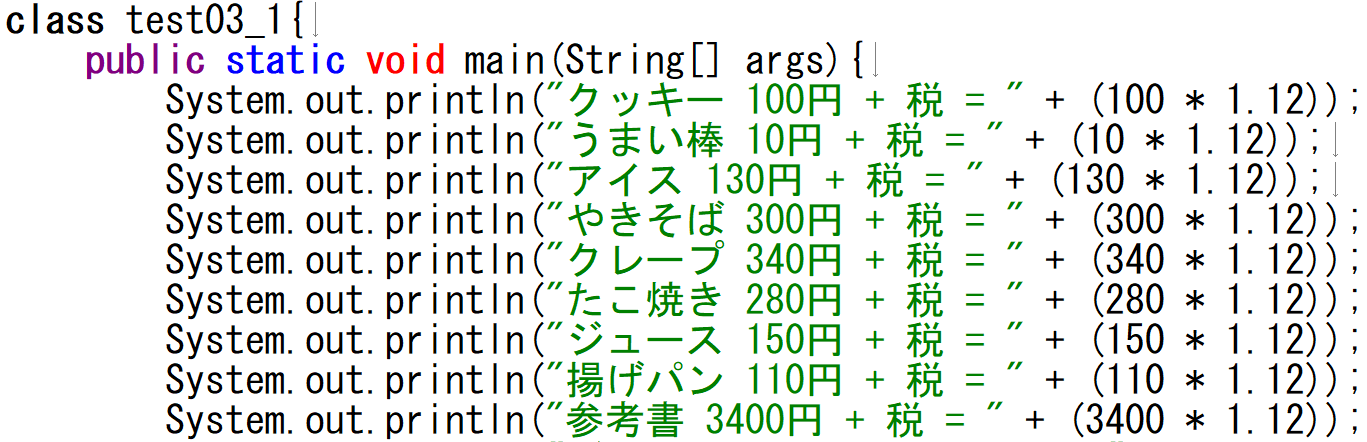 class test03_1{
public static void main(String[] args){
System.out.println("クッキー 100円 + 税 = " + (100 * 1.12));
System.out.println("うまい棒 10円 + 税 = " + (10 * 1.12));
System.out.println("アイス 130円 + 税 = " + (130 * 1.12));
System.out.println("やきそば 300円 + 税 = " + (300 * 1.12));
System.out.println("クレープ 340円 + 税 = " + (340 * 1.12));
System.out.println("たこ焼き 280円 + 税 = " + (280 * 1.12));
System.out.println("ジュース 150円 + 税 = " + (150 * 1.12));
System.out.println("揚げパン 110円 + 税 = " + (110 * 1.12));
System.out.println("参考書 3400円 + 税 = " + (3400 * 1.12));